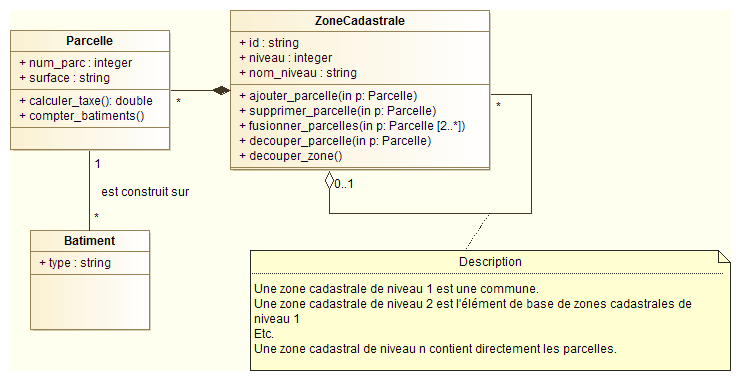 ZoneCadastrale
+ id : string
+ niveau : integer
+ nom_niveau : string
+ ajouter_parcelle(in p: Parcelle)
+ supprimer_parcelle(in p: Parcelle)
+ fusionner_parcelles(in p: Parcelle [2..*])
+ decouper_parcelle(in p: Parcelle)
+ decouper_zone()
Parcelle
+ num_parc : integer
+ surface : string
+ calculer_taxe(): double
+ compter_batiments()
*
*
0..1
1
est construit sur
*
Batiment
+ type : string
Description
Une zone cadastrale de niveau 1 est une commune.
Une zone cadastrale de niveau 2 est l'élément de base de zones cadastrales de
niveau 1
Etc.
Une zone cadastral de niveau n contient directement les parcelles.